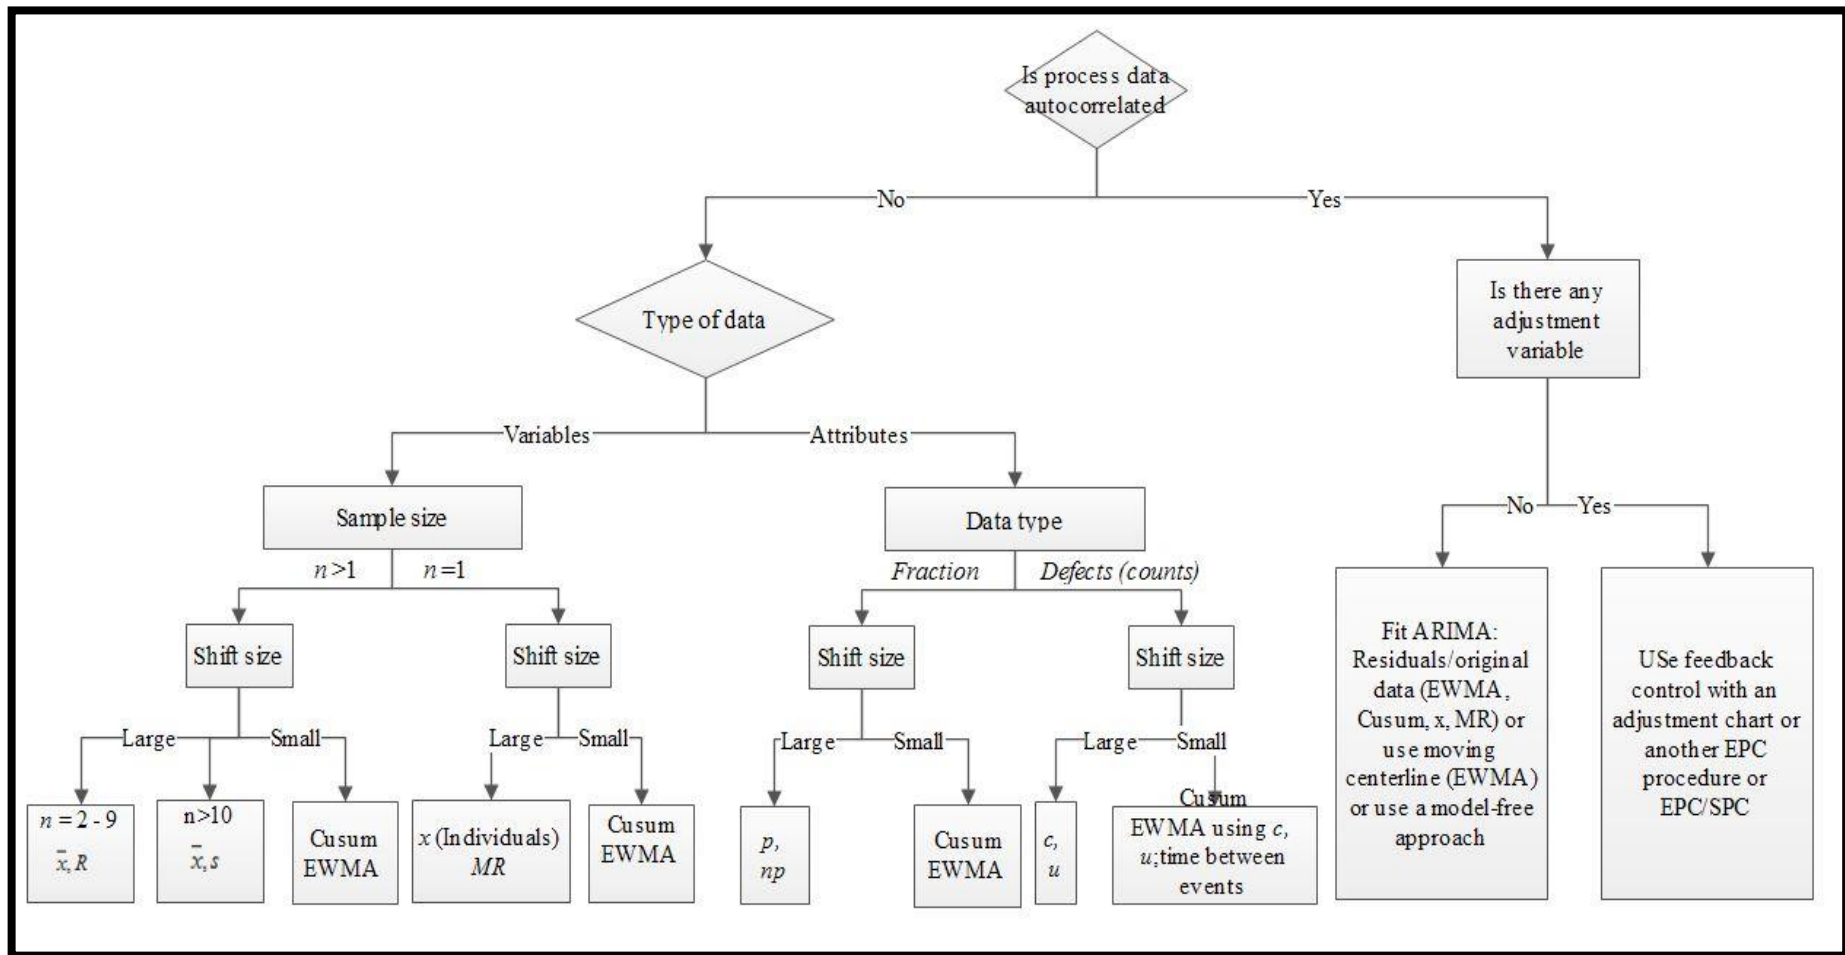 Is process data
autocorrelated
No
Yes
Type of data
Is there any
adjustment
variable
Variables
Attributes
No
Yes
Sample size
Data type
n>1
n=1
Fraction
Defects (counts)
Shift size
Shift size
Shift size
Shift size
Large
Small
Large
Small
Large
Small
Large
Small
n = 2 - 9
x̄, R
n>10
x̄, s
Cusum
EWMA
x (Individuals)
MR
Cusum
EWMA
p,
np
Cusum
EWMA
c,
u
Cusum
EWMA using c,
u;time between
events
Fit ARIMA:
Residuals/original
data (EWMA,
Cusum, x, MR) or
use moving
centerline (EWMA)
or use a model-free
approach
USe feedback
control with an
adjustment chart or
another EPC
procedure or
EPC/SPC